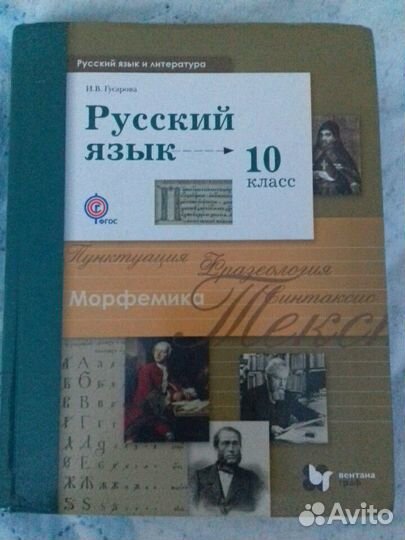 Русский язык и литература
И.В. Гусарова
Русский
язык
10
класс
ФГОС
Пунктуация
Фразеология
Морфемика
Синтаксис
Текст
вентана
граф
Avito